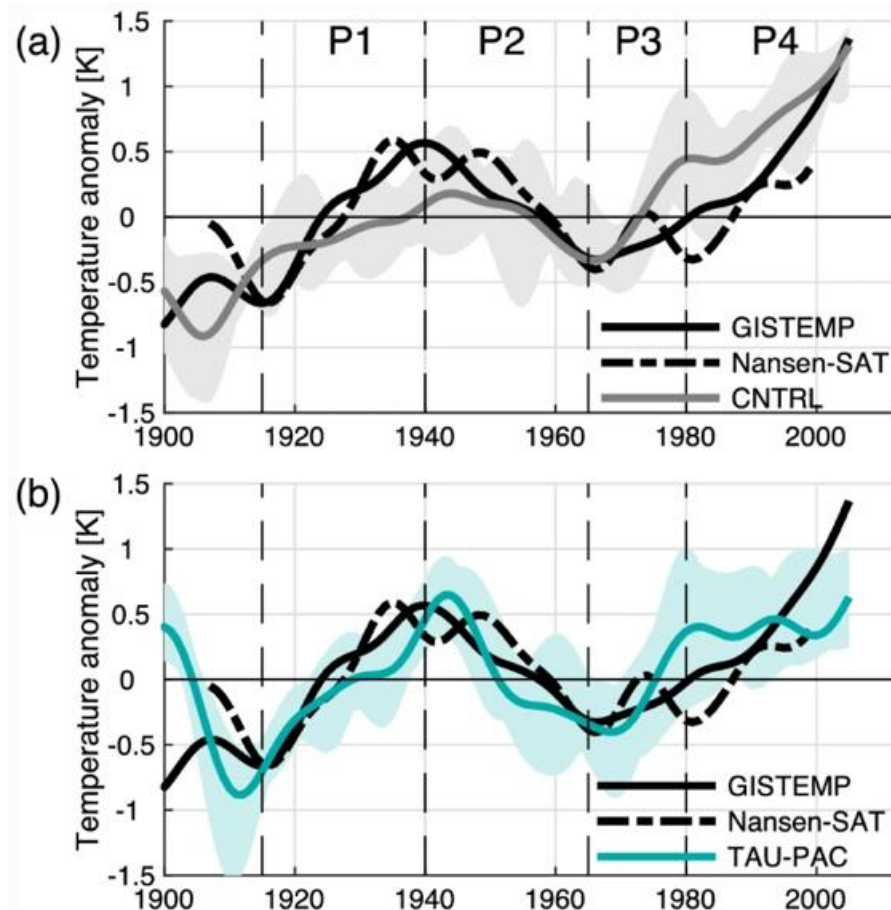 (a)
P1 P2 P3 P4
Temperature anomaly [K]
1.5
1
0.5
0
-0.5
-1
-1.5
GISTEMP
Nansen-SAT
CNTRL
1900 1920 1940 1960 1980 2000
(b)
Temperature anomaly [K]
1.5
1
0.5
0
-0.5
-1
-1.5
GISTEMP
Nansen-SAT
TAU-PAC
1900 1920 1940 1960 1980 2000